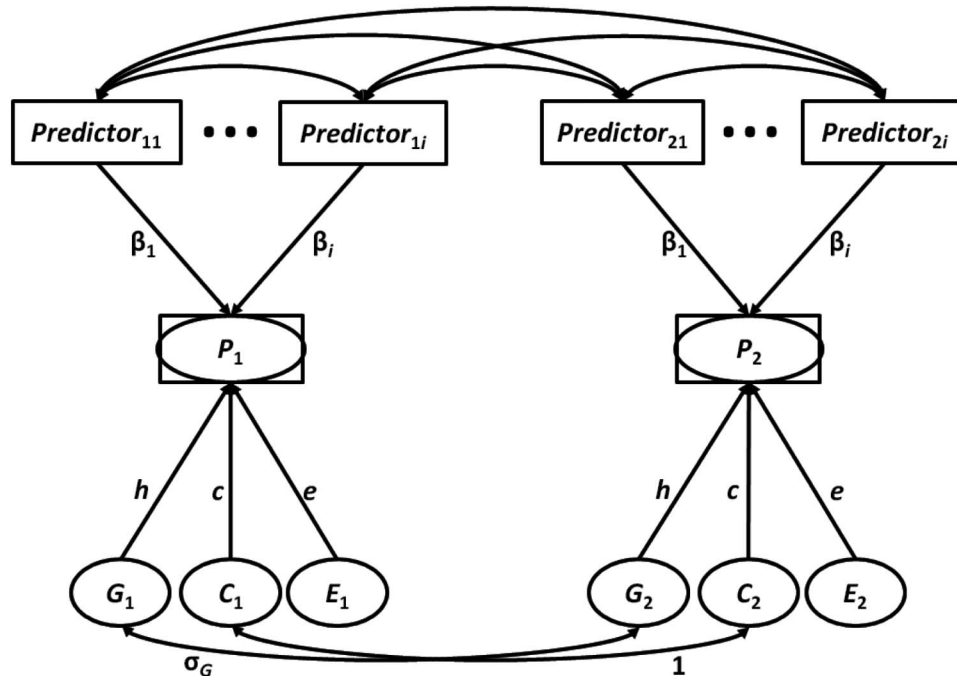 Predictor₁₁ ••• Predictor₁ᵢ Predictor₂₁ ••• Predictor₂ᵢ
β₁ βᵢ β₁ βᵢ
P₁ P₂
h c e h c e
G₁ C₁ E₁ G₂ C₂ E₂
σG 1